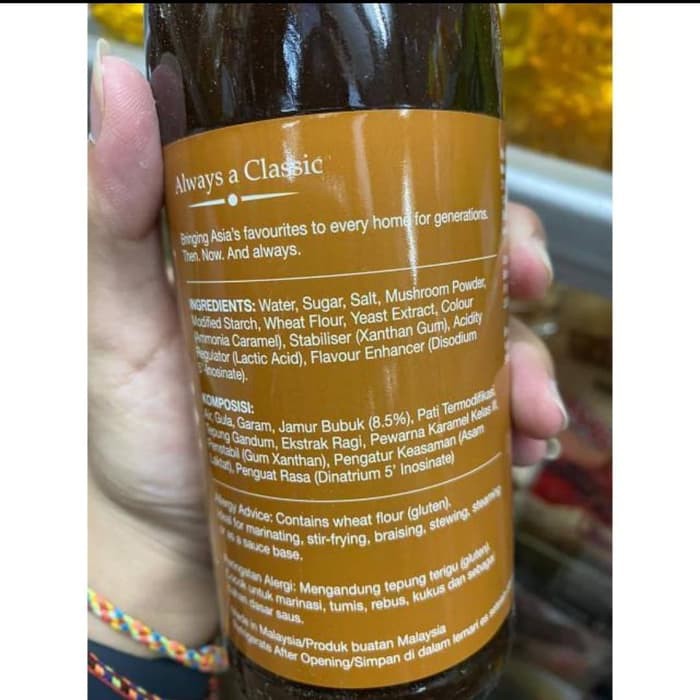 Always a Classic
Bringing Asia's favourites to every home for generations.
Then. Now. And always.
INGREDIENTS: Water, Sugar, Salt, Mushroom Powder,
Modified Starch, Wheat Flour, Yeast Extract, Colour
(Ammonia Caramel), Stabiliser (Xanthan Gum), Acidity
Regulator (Lactic Acid), Flavour Enhancer (Disodium
5' Inosinate).
KOMPOSISI:
Air, Gula, Garam, Jamur Bubuk (8.5%), Pati Termodifikasi,
Tepung Gandum, Ekstrak Ragi, Pewarna Karamel Kelas III,
Penstabil (Gum Xanthan), Pengatur Keasaman (Asam
Laktat), Penguat Rasa (Dinatrium 5' Inosinate)
Allergy Advice: Contains wheat flour (gluten).
Ideal for marinating, stir-frying, braising, stewing, steaming
or as a sauce base.
Peringatan Alergi: Mengandung tepung terigu (gluten).
Cocok untuk marinasi, tumis, rebus, kukus dan sebagai
bahan dasar saus.
Made in Malaysia/Produk buatan Malaysia
Refrigerate After Opening/Simpan di dalam lemari es